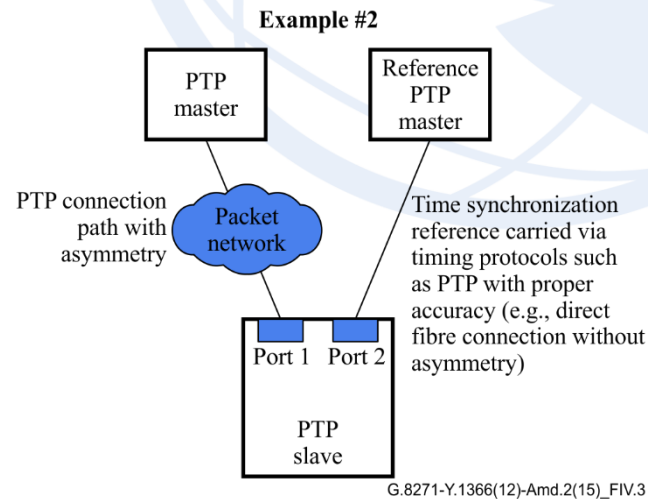 Example #2
PTP
master
Reference
PTP
master
PTP connection
path with
asymmetry
Packet
network
Time synchronization
reference carried via
timing protocols such
as PTP with proper
accuracy (e.g., direct
fibre connection without
asymmetry)
Port 1
Port 2
PTP
slave
G.8271-Y.1366(12)-Amd.2(15)_FIV.3